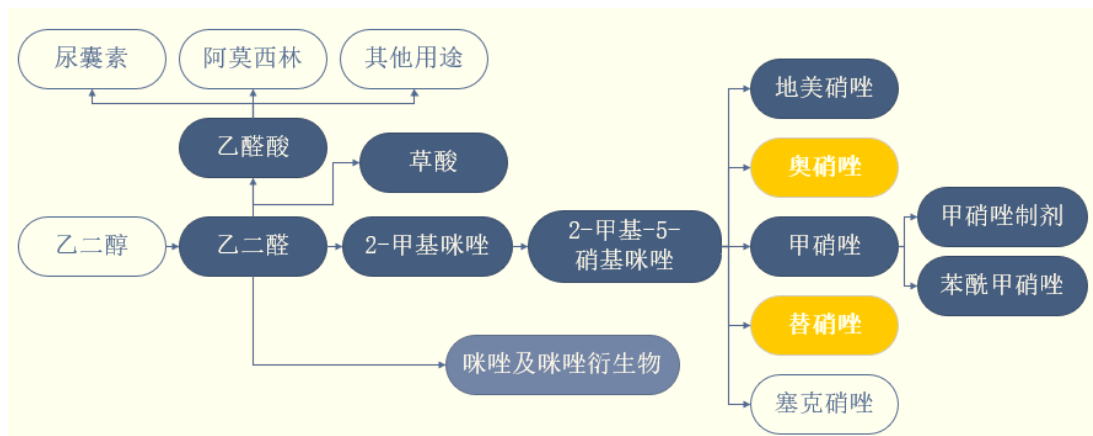 尿囊素
阿莫西林
其他用途
地美硝唑
乙醛酸
草酸
奥硝唑
乙二醇
乙二醛
2-甲基咪唑
2-甲基-5-
硝基咪唑
甲硝唑
甲硝唑制剂
苯酰甲硝唑
替硝唑
咪唑及咪唑衍生物
塞克硝唑